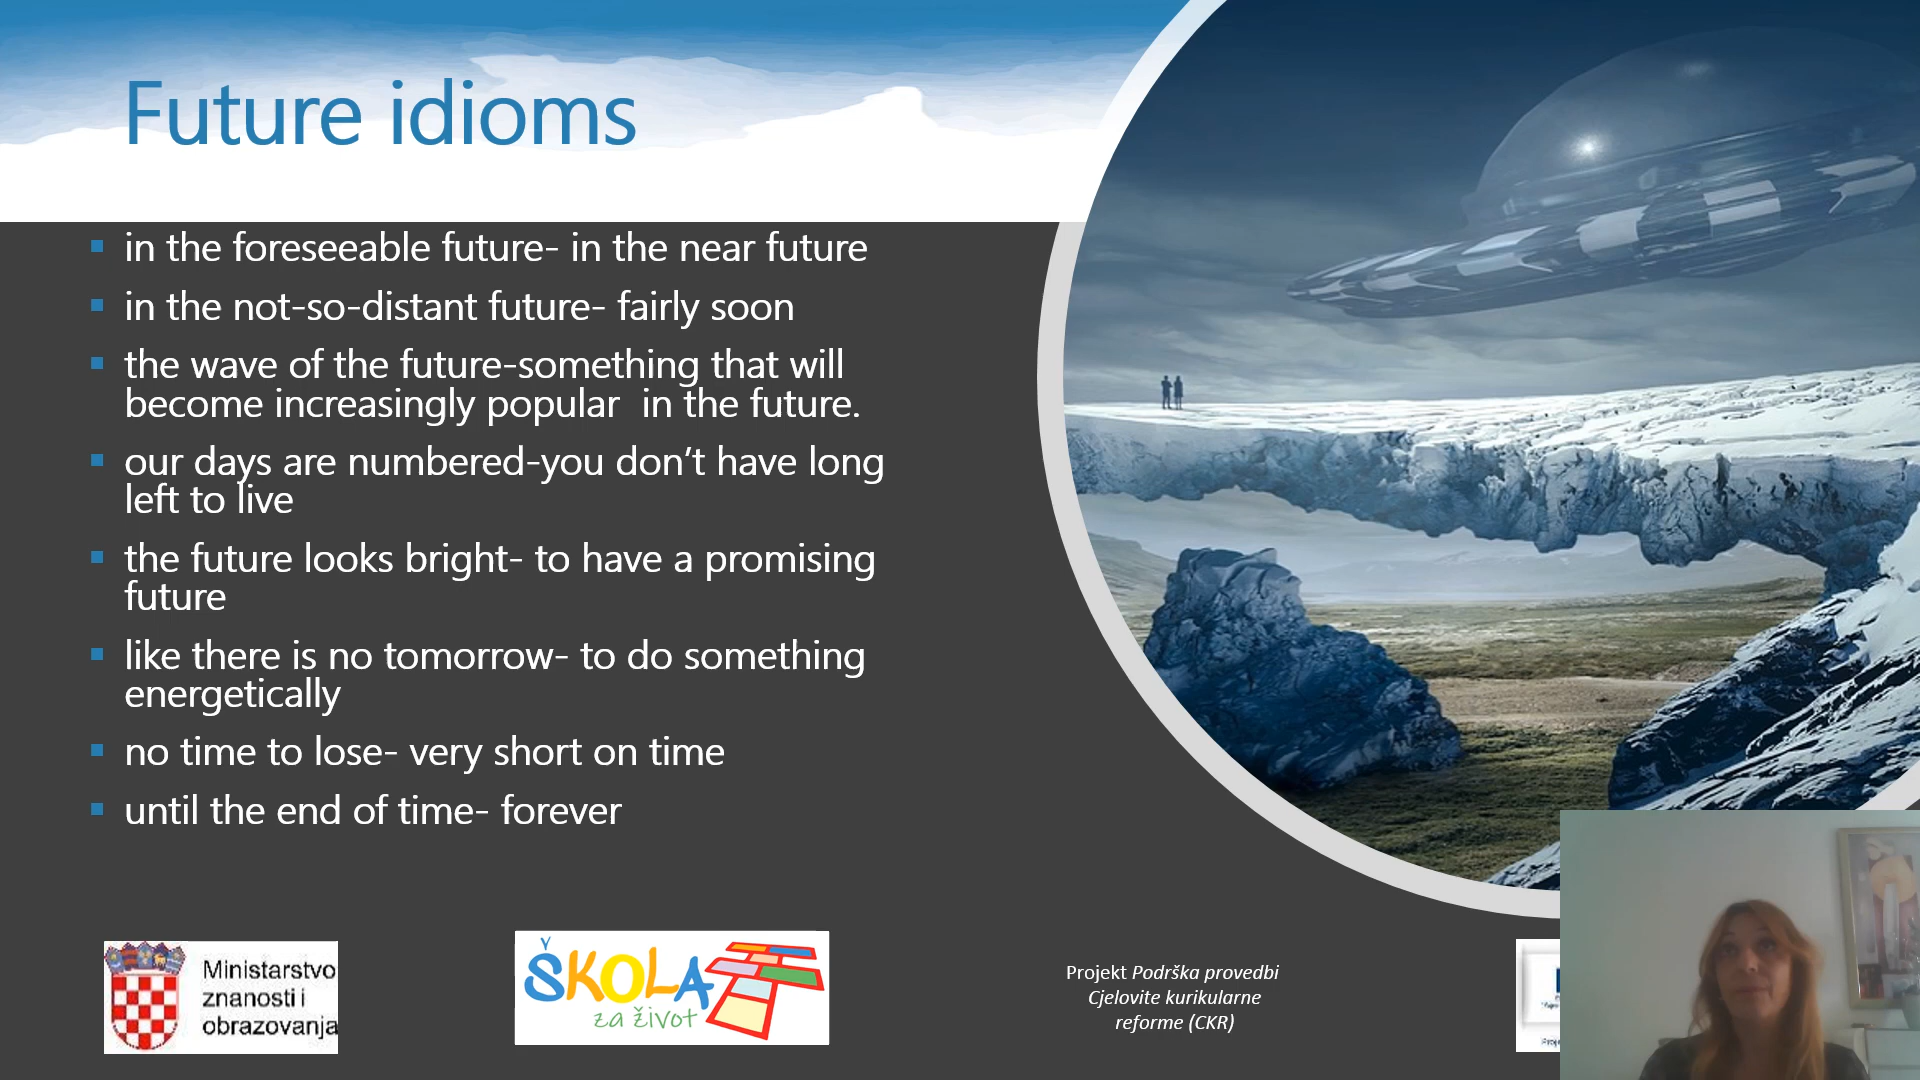 Future idioms
in the foreseeable future- in the near future
in the not-so-distant future- fairly soon
the wave of the future-something that will
become increasingly popular  in the future.
our days are numbered-you don’t have long
left to live
the future looks bright- to have a promising
future
like there is no tomorrow- to do something
energetically
no time to lose- very short on time
until the end of time- forever
Ministarstvo
znanosti i
obrazovanja
ŠKOLA
za život
Projekt Podrška provedbi
Cjelovite kurikularne
reforme (CKR)